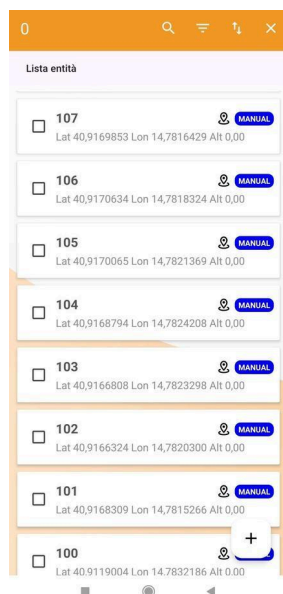 0
Lista entità
107 MANUAL
Lat 40,9169853 Lon 14,7816429 Alt 0,00
106 MANUAL
Lat 40,9170634 Lon 14,7818324 Alt 0,00
105 MANUAL
Lat 40,9170065 Lon 14,7821369 Alt 0,00
104 MANUAL
Lat 40,9168794 Lon 14,7824208 Alt 0,00
103 MANUAL
Lat 40,9166808 Lon 14,7823298 Alt 0,00
102 MANUAL
Lat 40,9166324 Lon 14,7820300 Alt 0,00
101 MANUAL
Lat 40,9168309 Lon 14,7815266 Alt 0,00
100
Lat 40,9119004 Lon 14,7832186 Alt 0,00